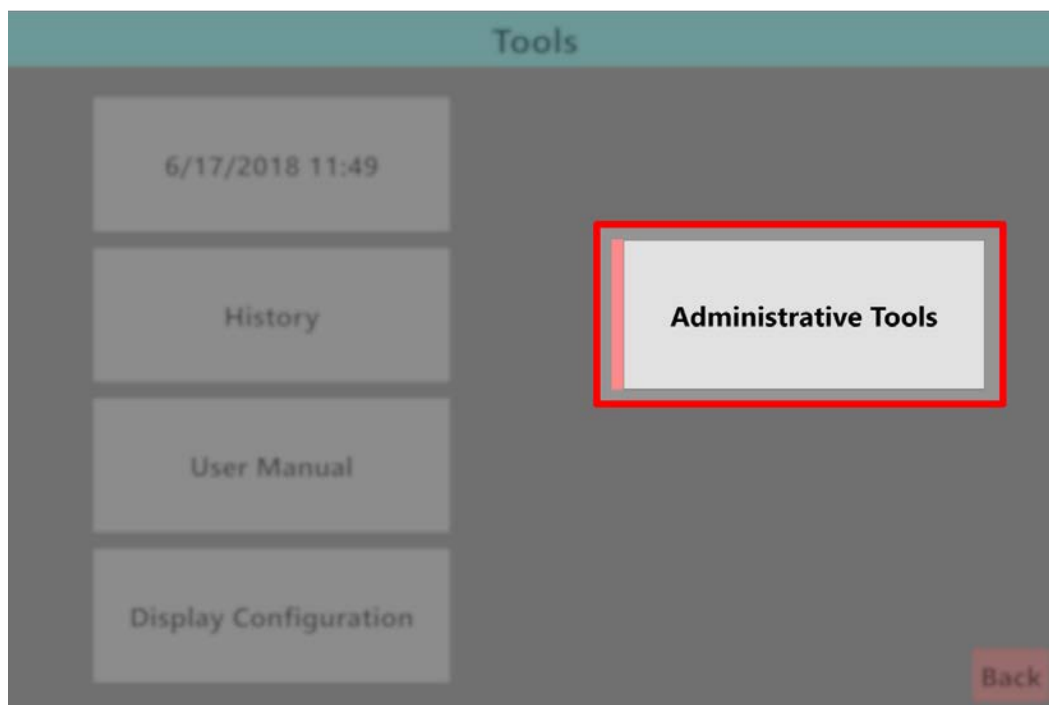 Tools
6/17/2018 11:49
History
Administrative Tools
User Manual
Display Configuration
Back